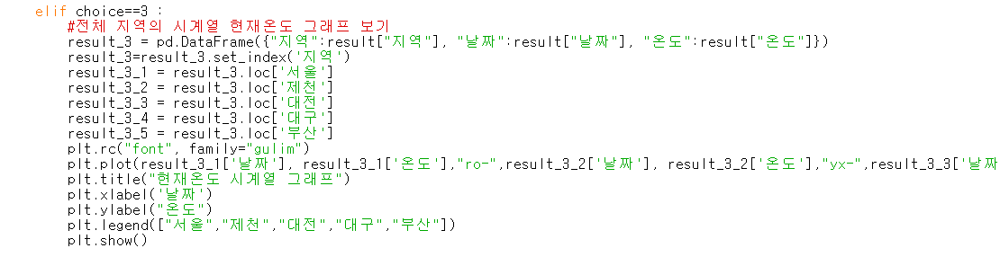 elif choice==3 :
#전체 지역의 시계열 현재온도 그래프 보기
result_3 = pd.DataFrame({"지역":result["지역"], "날짜":result["날짜"], "온도":result["온도"]})
result_3=result_3.set_index('지역')
result_3_1 = result_3.loc['서울']
result_3_2 = result_3.loc['제천']
result_3_3 = result_3.loc['대전']
result_3_4 = result_3.loc['대구']
result_3_5 = result_3.loc['부산']
plt.rc("font", family="gulim")
plt.plot(result_3_1['날짜'], result_3_1['온도'],"ro-",result_3_2['날짜'], result_3_2['온도'],"yx-",result_3_3['날짜
plt.title("현재온도 시계열 그래프")
plt.xlabel('날짜')
plt.ylabel("온도")
plt.legend(["서울","제천","대전","대구","부산"])
plt.show()